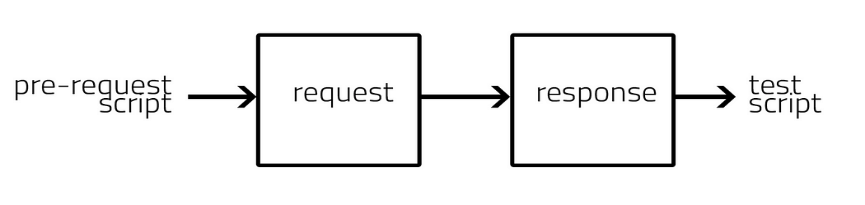 pre-request
script
request
response
test
script